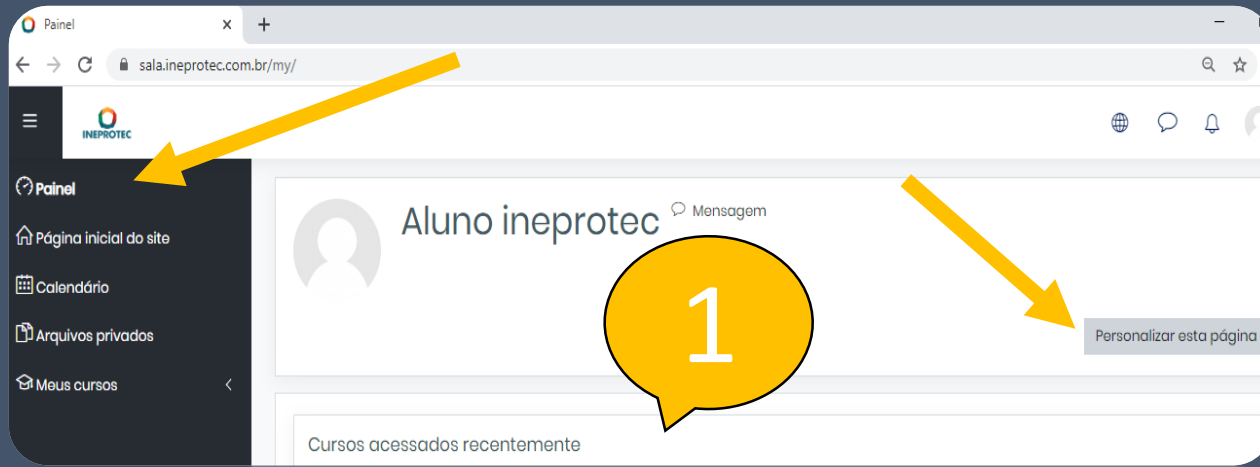 Painel
sala.ineprotec.com.br/my/
INEPROTEC
Painel
Página inicial do site
Calendário
Arquivos privados
Meus cursos
Aluno ineprotec
Mensagem
1
Personalizar esta página
Cursos acessados recentemente